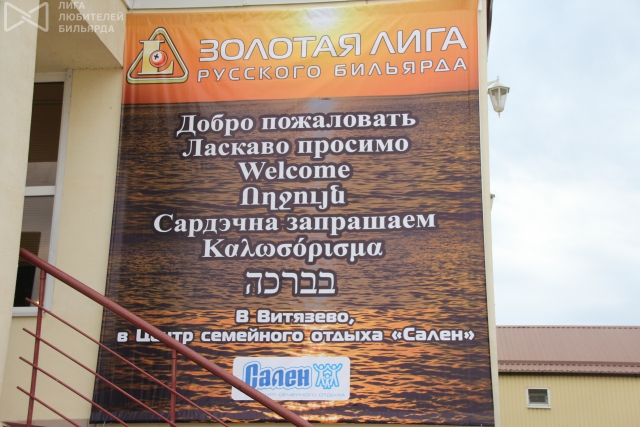 ЛИГА
ЛЮБИТЕЛЕЙ
БИЛЬЯРДА
L
ЗОЛОТАЯ ЛИГА
РУССКОГО БИЛЬЯРДА
Добро пожаловать
Ласкаво просимо
Welcome
Ողջույն
Сардэчна запрашаем
Καλωσόρισμα
בברכה
В Витязево,
в Центр семейного отдыха «Сален»
Сален